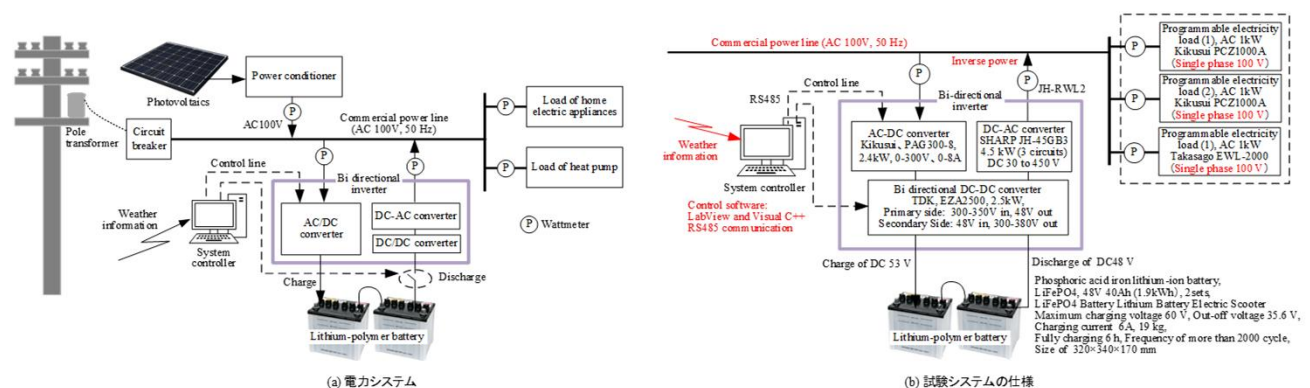 Pole
transformer
Photovoltaics
Power conditioner
P
AC100V
Circuit
breaker
Commercial power line
(AC 100V, 50 Hz)
P
Load of home
electric appliances
P
Load of heat pump
P
Wattmeter
Control line
P
P
Bi directional
inverter
Weather
information
System
controller
AC/DC
converter
DC-AC converter
DC/DC converter
Charge
Discharge
Lithium-polymer battery
(a) 電力システム
Commercial power line (AC 100V, 50 Hz)
Inverse power
P
P
JH-RWL2
Control line
RS485
Bi-directional
inverter
Weather
information
System controller
Control software:
LabView and Visual C++
RS485 communication
AC-DC converter
Kikusui、PAG300-8,
2.4kW, 0-300V、0-8A
DC-AC converter
SHARP JH-45GB3
4.5 kW (3 circuits)
DC 30 to 450 V
Bi directional DC-DC converter
TDK, EZA2500, 2.5kW,
Primary side: 300-350V in, 48V out
Secondary Side: 48V in, 300-380V out
Charge of DC 53 V
Discharge of DC48 V
Lithium-polymer battery
Phosphoric acid iron lithium-ion battery,
LiFePO4, 48V 40Ah (1.9kWh), 2sets,
LiFePO4 Battery Lithium Battery Electric Scooter
Maximum charging voltage 60 V, Out-off voltage 35.6 V,
Charging current 6A, 19 kg,
Fully charging 6 h, Frequency of more than 2000 cycle,
Size of 320×340×170 mm
P
Programmable electricity
load (1), AC 1kW
Kikusui PCZ1000A
(Single phase 100 V)
P
Programmable electricity
load (2), AC 1kW
Kikusui PCZ1000A
(Single phase 100 V)
P
Programmable electricity
load (1), AC 1kW
Takasago EWL-2000
(Single phase 100 V)
(b) 試験システムの仕様